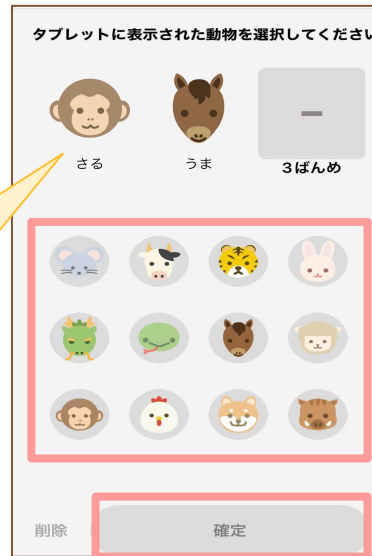 タブレットに表示された動物を選択してくださ
さる
うま
3ばんめ
削除
確定